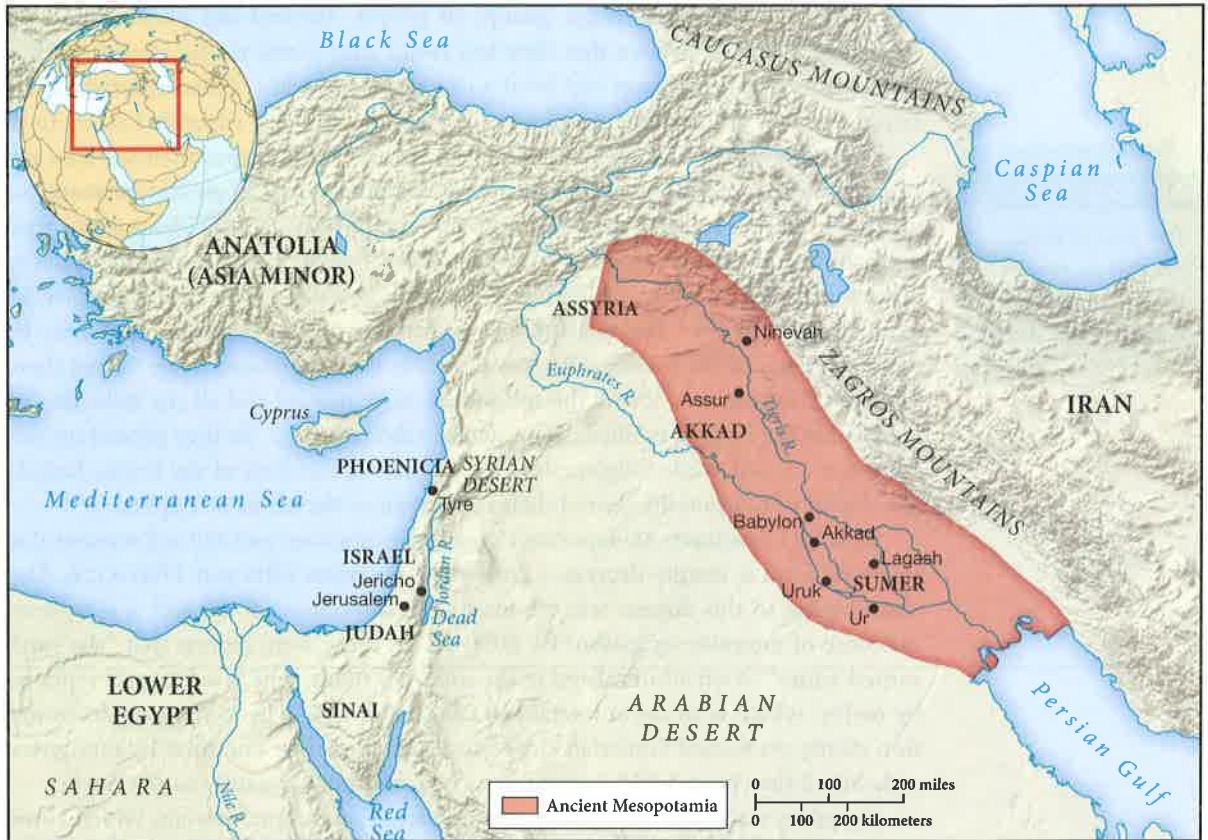 Black Sea
CAUCASUS MOUNTAINS
Caspian
Sea
ANATOLIA
(ASIA MINOR)
ASSYRIA
Ninevah
ZAGROS MOUNTAINS
Euphrates R.
Assur
Tigris R.
IRAN
Cyprus
AKKAD
PHOENICIA
SYRIAN
DESERT
Mediterranean Sea
Tyre
Babylon
Akkad
ISRAEL
Jordan R.
Lagash
Jericho
Uruk
SUMER
Jerusalem
Ur
JUDAH
Dead
Sea
LOWER
EGYPT
SINAI
ARABIAN
DESERT
Persian Gulf
SAHARA
Nile
Red
Sea
Ancient Mesopotamia
0 100 200 miles
0 100 200 kilometers